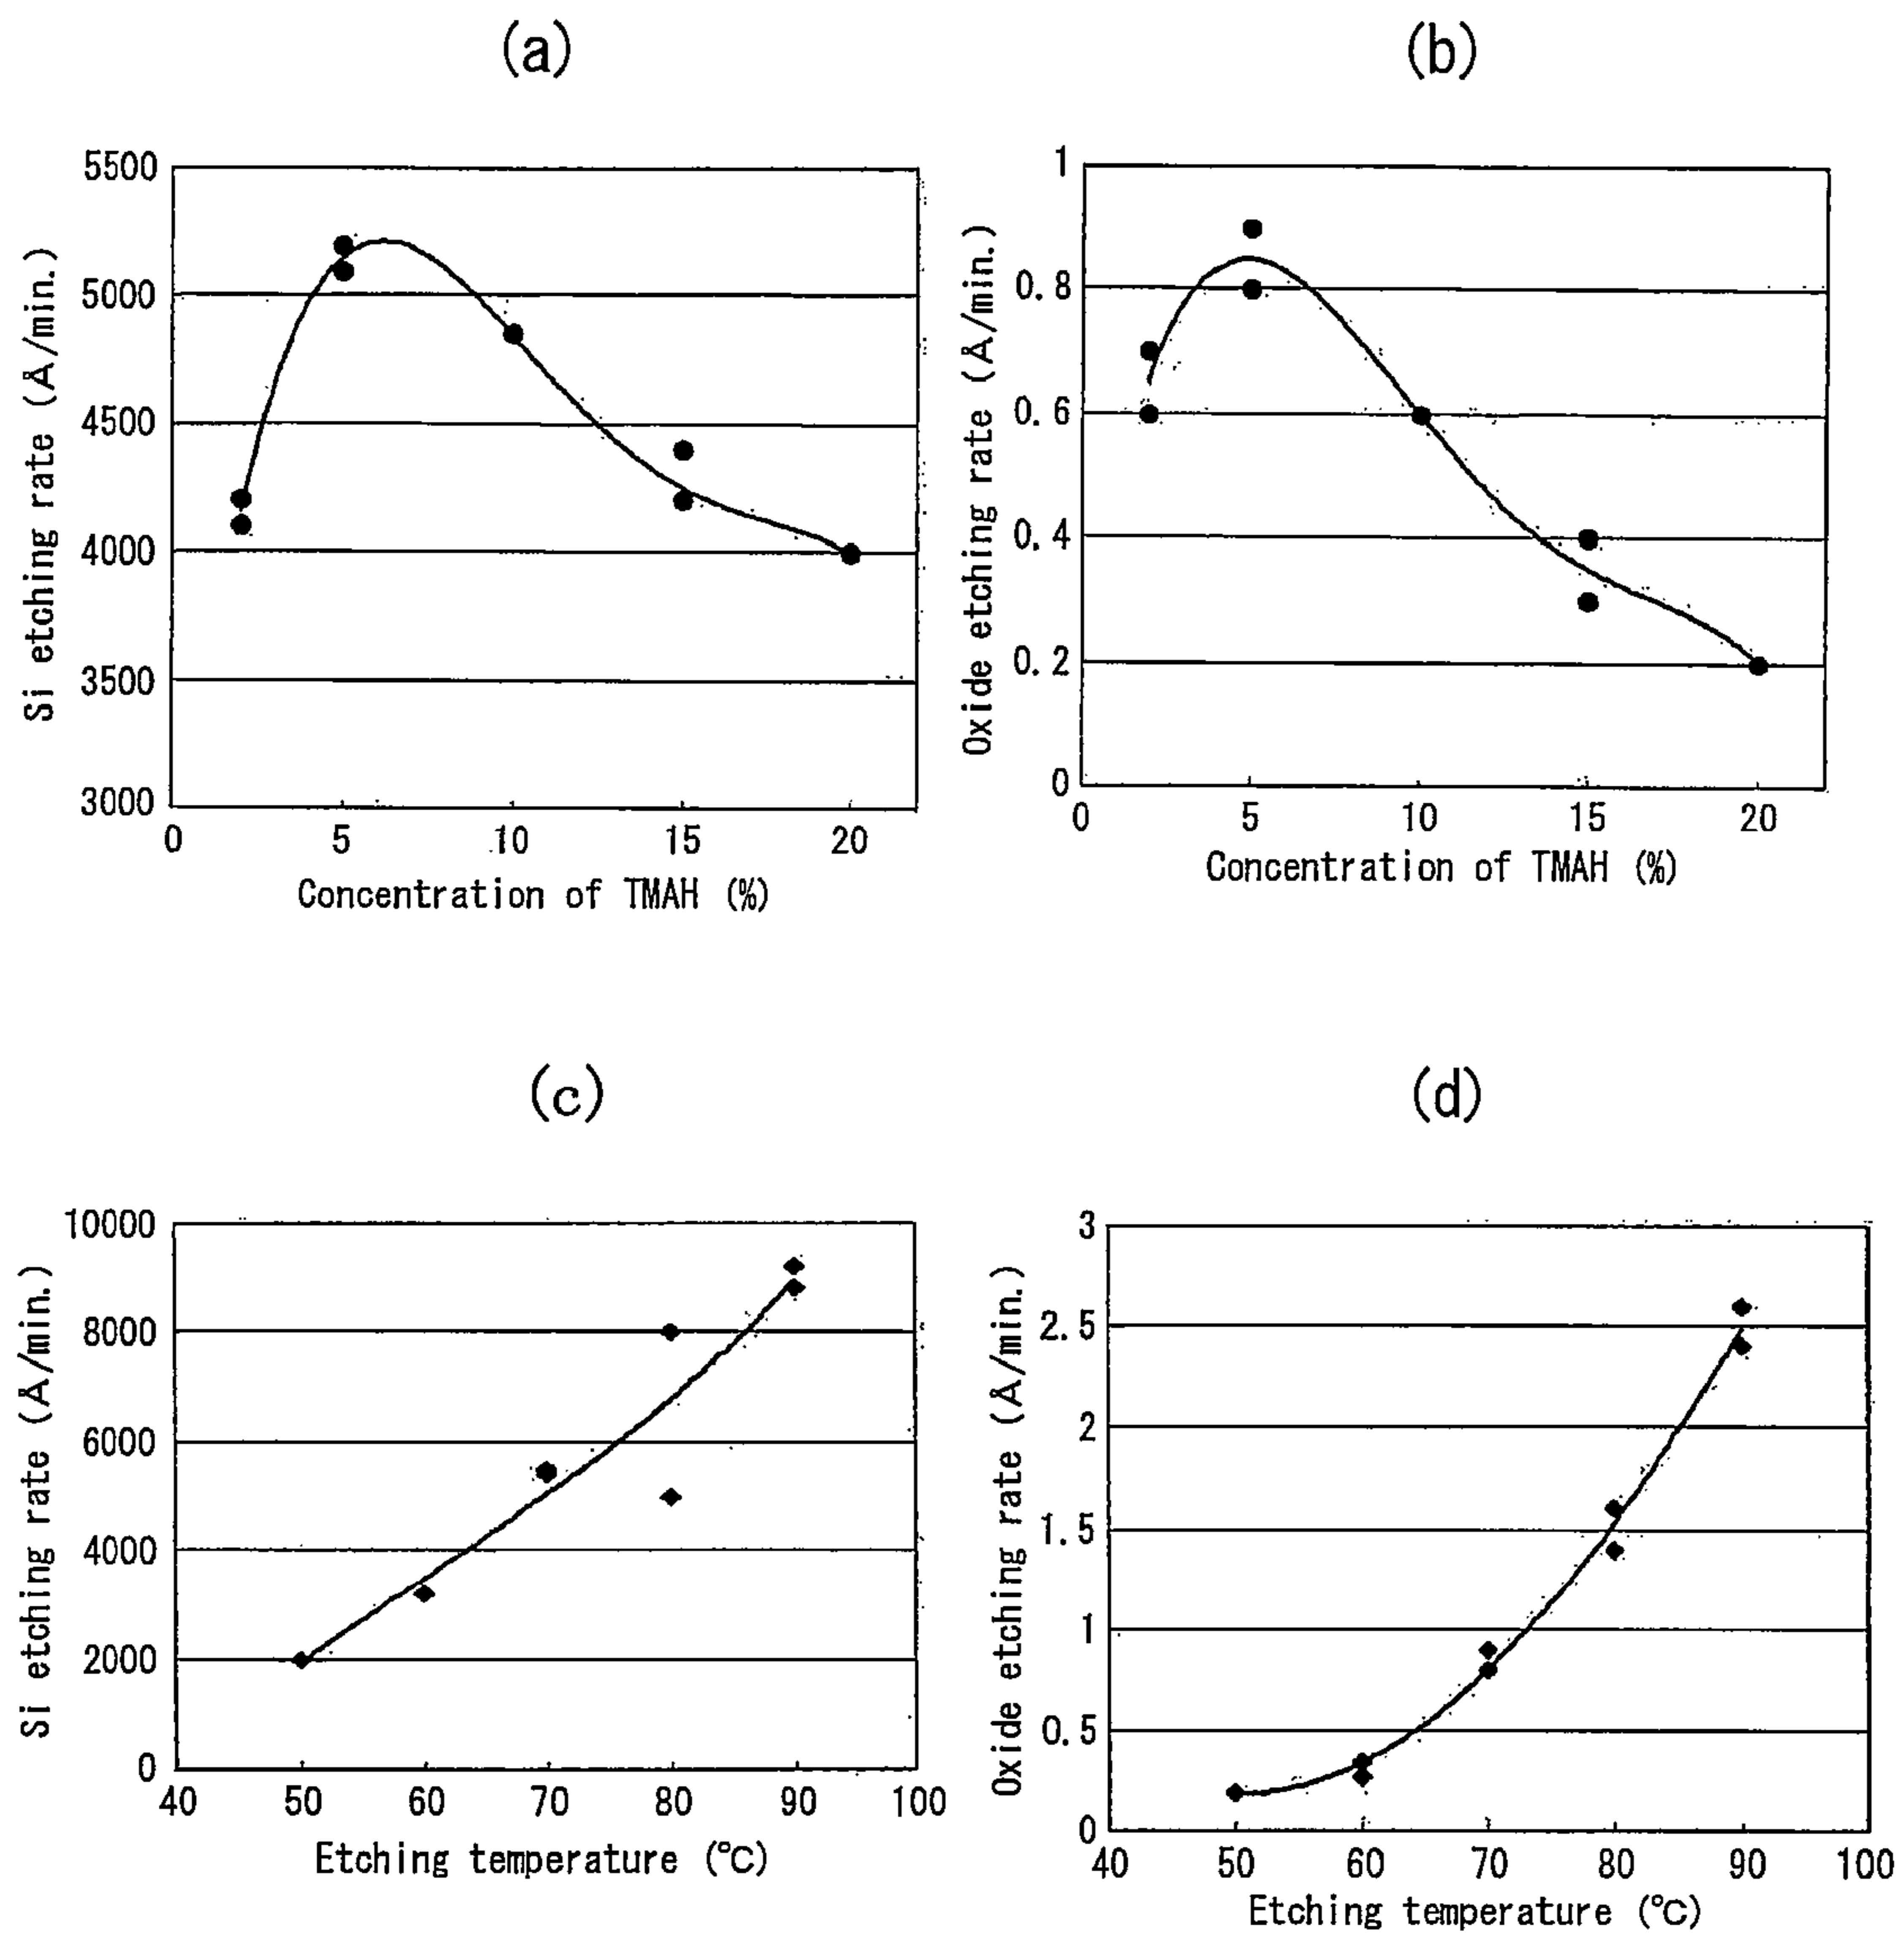 (a)
Si etching rate (Å/min.)
5500
5000
4500
4000
3500
3000
0 5 10 15 20
Concentration of TMAH (%)
(b)
Oxide etching rate (Å/min.)
1
0.8
0.6
0.4
0.2
0
0 5 10 15 20
Concentration of TMAH (%)
(c)
Si etching rate (Å/min.)
10000
8000
6000
4000
2000
0
40 50 60 70 80 90 100
Etching temperature (℃)
(d)
Oxide etching rate (Å/min.)
3
2.5
2
1.5
1
0.5
0
40 50 60 70 80 90 100
Etching temperature (℃)